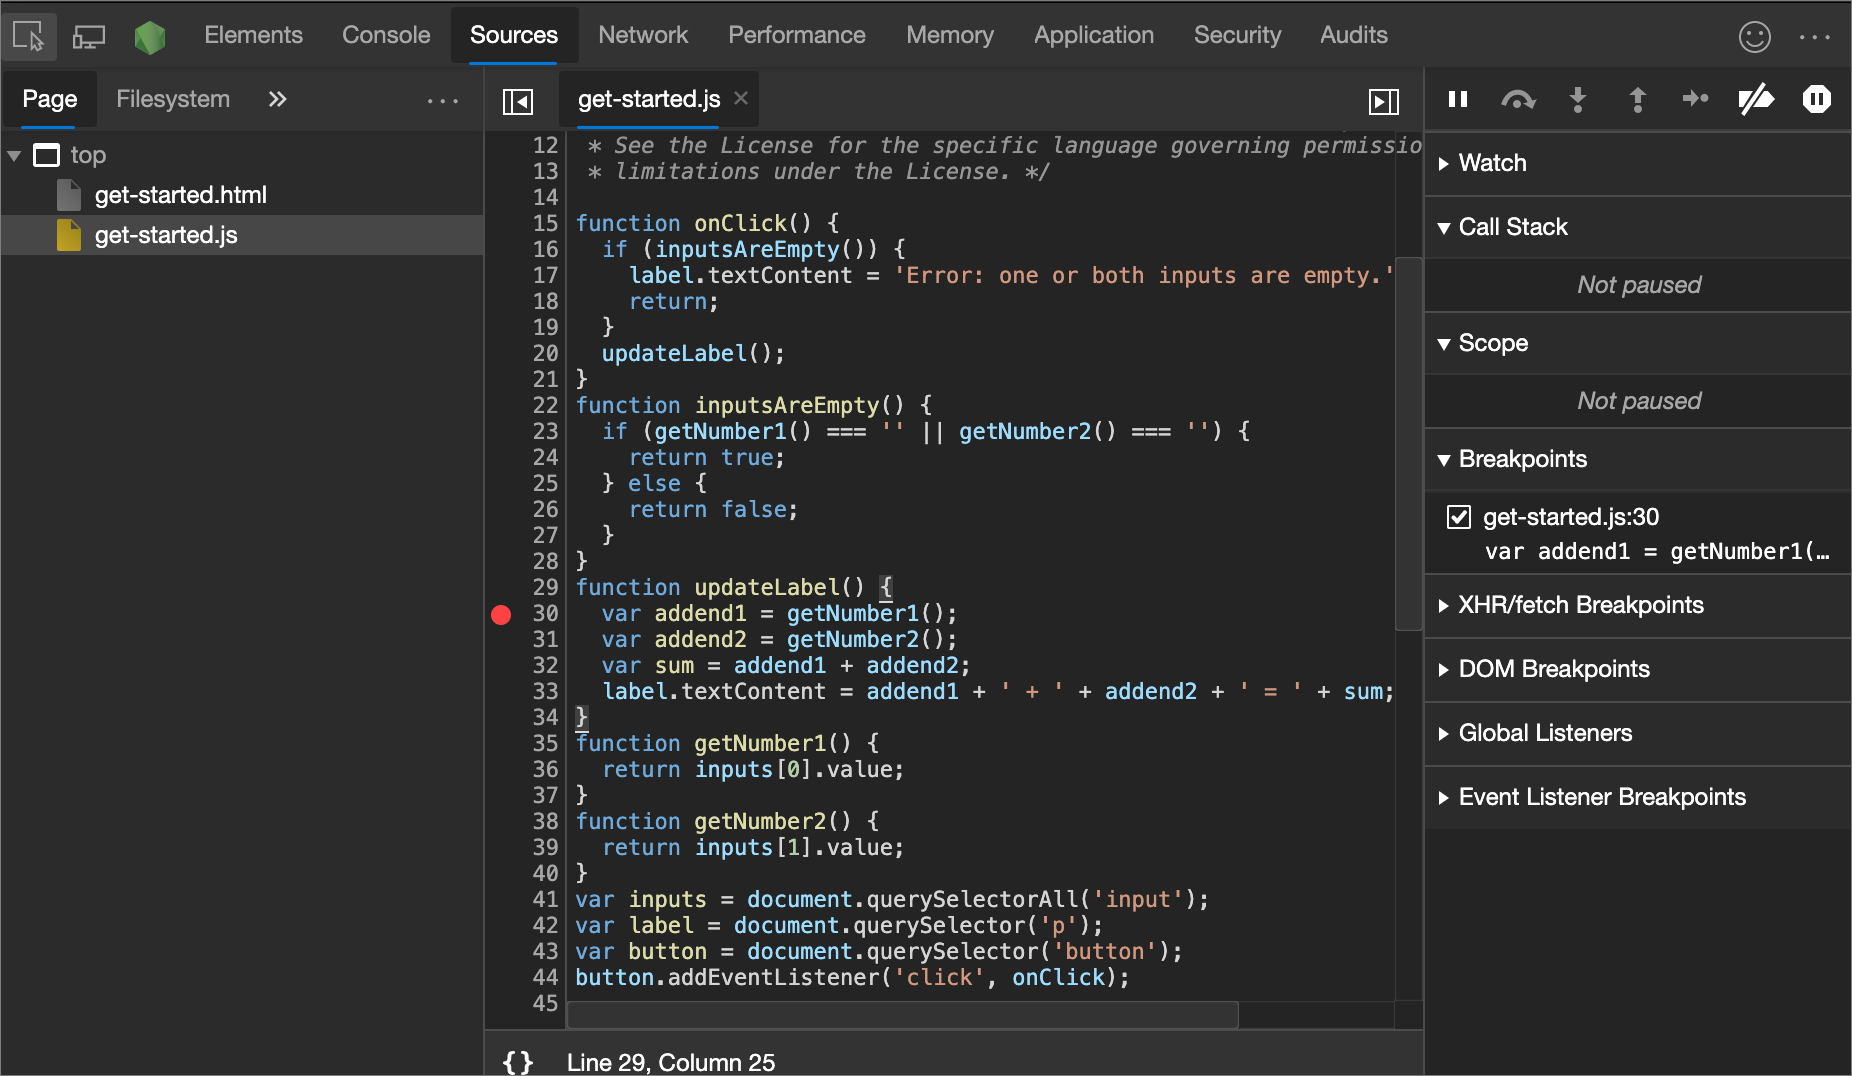 Elements Console Sources Network Performance Memory Application Security Audits
Page Filesystem
top
get-started.html
get-started.js
get-started.js
12 * See the License for the specific language governing permissio
13 * limitations under the License. */
14
15 function onClick() {
16   if (inputsAreEmpty()) {
17     label.textContent = 'Error: one or both inputs are empty.'
18     return;
19   }
20   updateLabel();
21 }
22 function inputsAreEmpty() {
23   if (getNumber1() === '' || getNumber2() === '') {
24     return true;
25   } else {
26     return false;
27   }
28 }
29 function updateLabel() {
30   var addend1 = getNumber1();
31   var addend2 = getNumber2();
32   var sum = addend1 + addend2;
33   label.textContent = addend1 + ' + ' + addend2 + ' = ' + sum;
34 }
35 function getNumber1() {
36   return inputs[0].value;
37 }
38 function getNumber2() {
39   return inputs[1].value;
40 }
41 var inputs = document.querySelectorAll('input');
42 var label = document.querySelector('p');
43 var button = document.querySelector('button');
44 button.addEventListener('click', onClick);
45
{} Line 29, Column 25
Watch
Call Stack
Not paused
Scope
Not paused
Breakpoints
get-started.js:30
var addend1 = getNumber1(…
XHR/fetch Breakpoints
DOM Breakpoints
Global Listeners
Event Listener Breakpoints